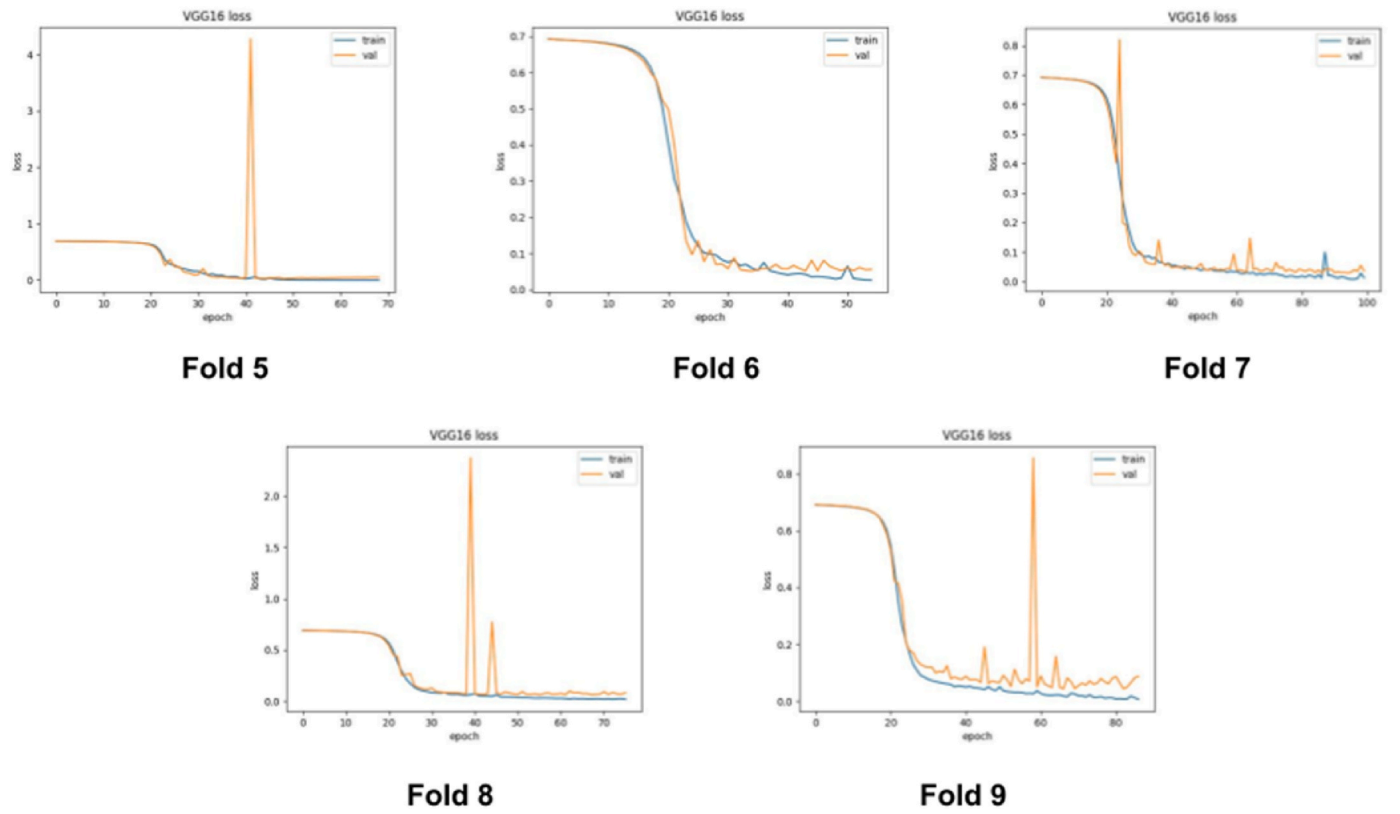 VGG16 loss
train
val
4
3
2
1
0
loss
0 10 20 30 40 50 60 70
epoch
Fold 5
VGG16 loss
train
val
0.7
0.6
0.5
0.4
0.3
0.2
0.1
0.0
loss
0 10 20 30 40 50
epoch
Fold 6
VGG16 loss
train
val
0.8
0.7
0.6
0.5
0.4
0.3
0.2
0.1
0.0
loss
0 20 40 60 80 100
epoch
Fold 7
VGG16 loss
train
val
2.0
1.5
1.0
0.5
0.0
loss
0 10 20 30 40 50 60 70
epoch
Fold 8
VGG16 loss
train
val
0.8
0.6
0.4
0.2
0.0
loss
0 20 40 60 80
epoch
Fold 9